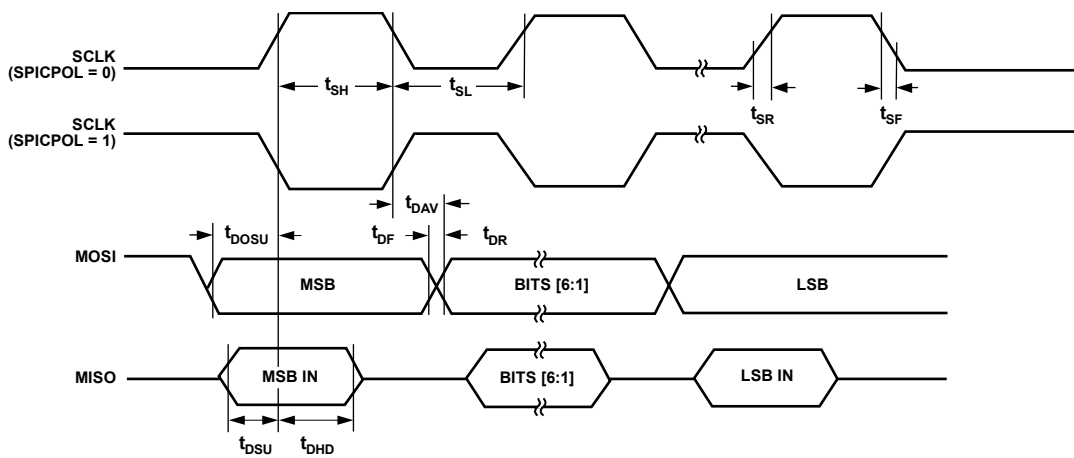 SCLK
(SPICPOL = 0)
tSH
tSL
tSR
tSF
SCLK
(SPICPOL = 1)
tDAV
tDOSU
tDF
tDR
MOSI
MSB
BITS [6:1]
LSB
MISO
MSB IN
BITS [6:1]
LSB IN
tDSU
tDHD